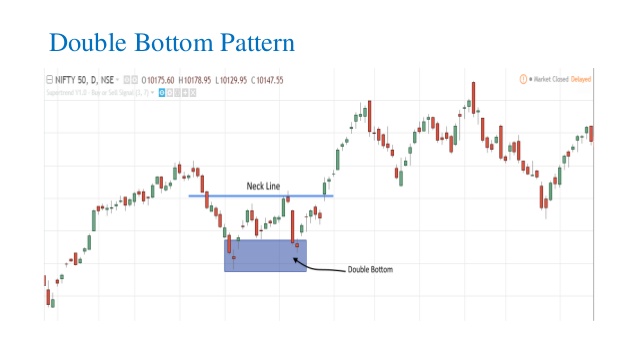 Double Bottom Pattern
NIFTY 50, D, NSE O10175.60 H10178.95 L10129.95 C10147.55
Market Closed Delayed
Supertrend V1.0 - Buy or Sell Signal (3, 7)
Neck Line
Double Bottom